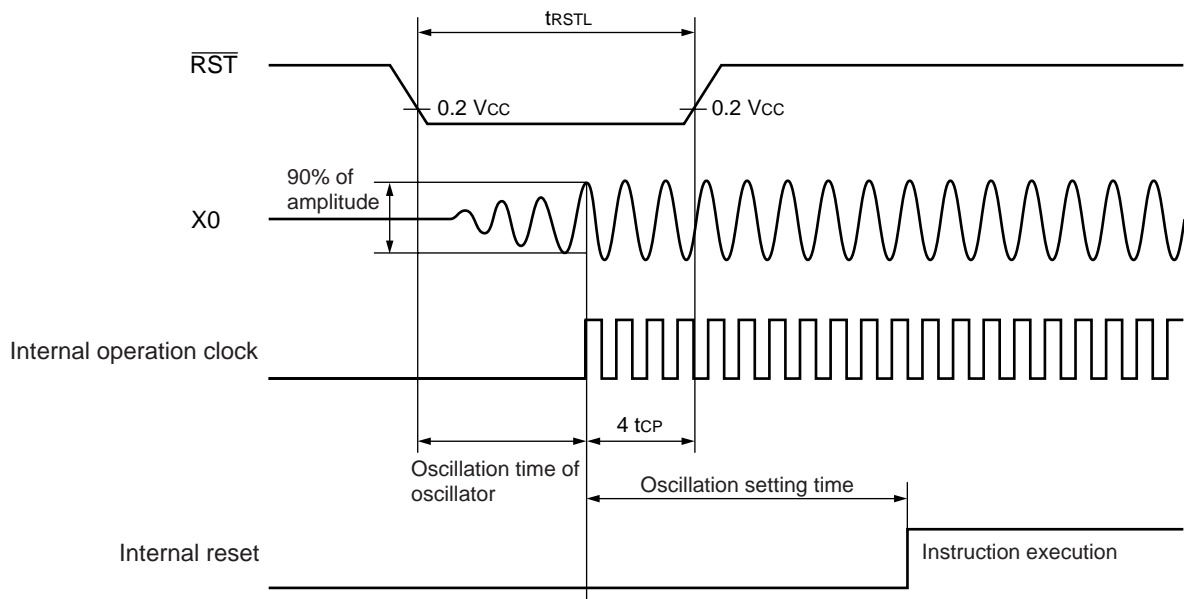 tRSTL
RST
0.2 VCC
0.2 VCC
90% of
amplitude
X0
Internal operation clock
4 tCP
Oscillation time of
oscillator
Oscillation setting time
Internal reset
Instruction execution